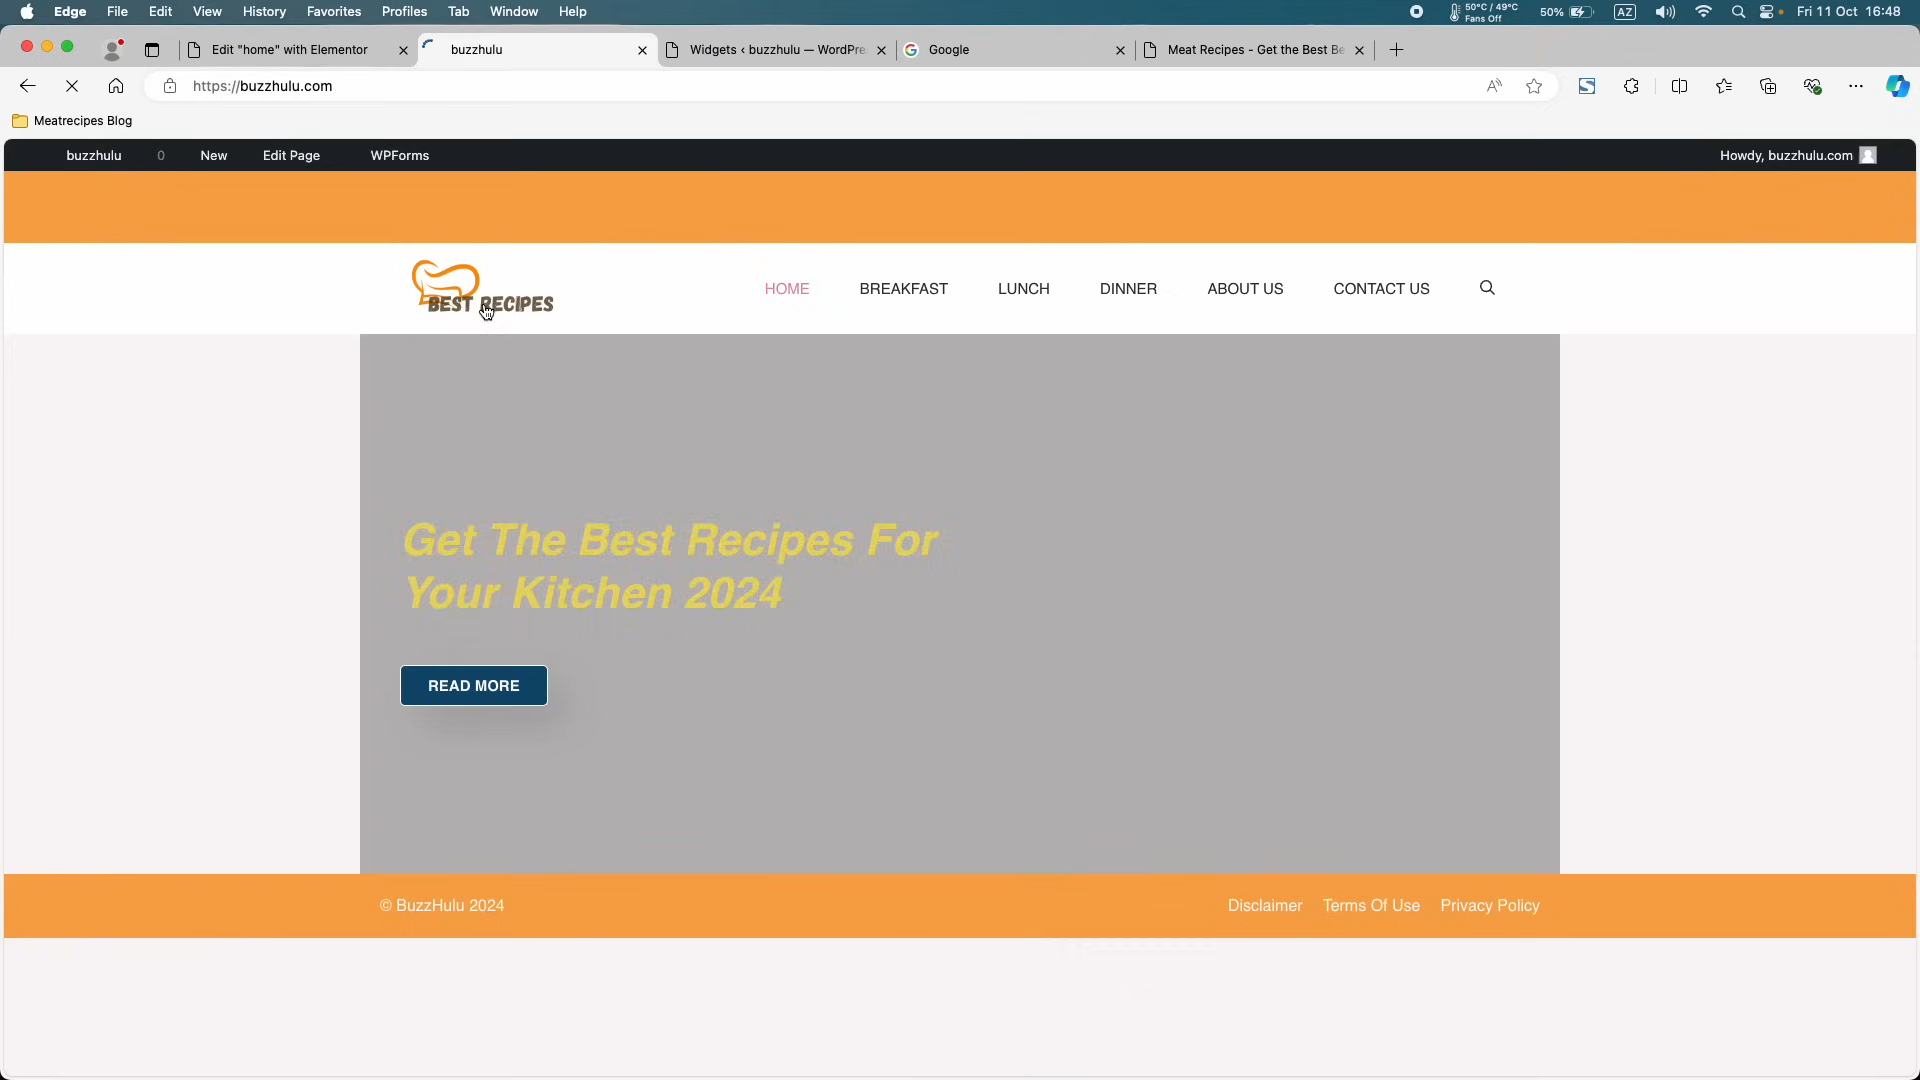 Edge File Edit View History Favorites Profiles Tab Window Help
50°C / 49°C
Fans Off
50% AZ Fri 11 Oct 16:48
Edit "home" with Elementor buzzhulu Widgets ‹ buzzhulu — WordPre Google Meat Recipes - Get the Best Be
https://buzzhulu.com
Meatrecipes Blog
buzzhulu 0 New Edit Page WPForms Howdy, buzzhulu.com
BEST RECIPES
HOME BREAKFAST LUNCH DINNER ABOUT US CONTACT US
Get The Best Recipes For
Your Kitchen 2024
READ MORE
© BuzzHulu 2024 Disclaimer Terms Of Use Privacy Policy